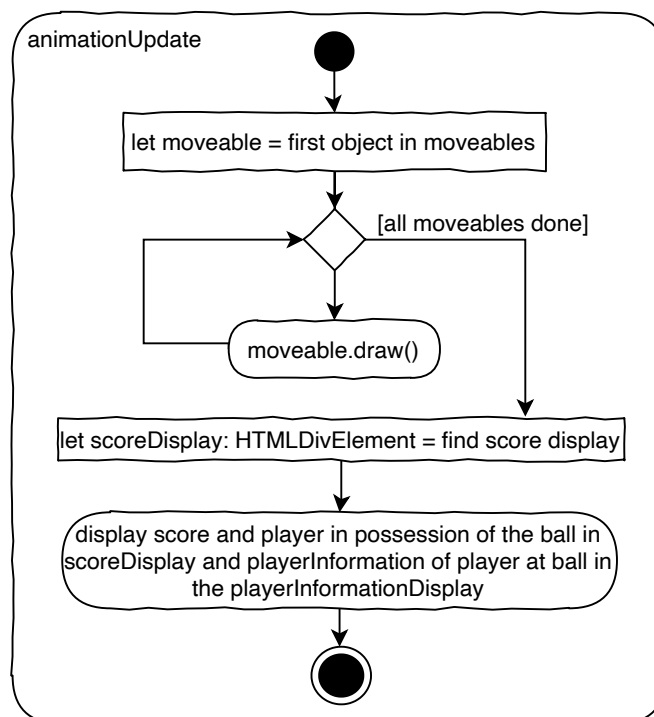 animationUpdate
let moveable = first object in moveables
[all moveables done]
moveable.draw()
let scoreDisplay: HTMLDivElement = find score display
display score and player in possession of the ball in
scoreDisplay and playerInformation of player at ball in
the playerInformationDisplay